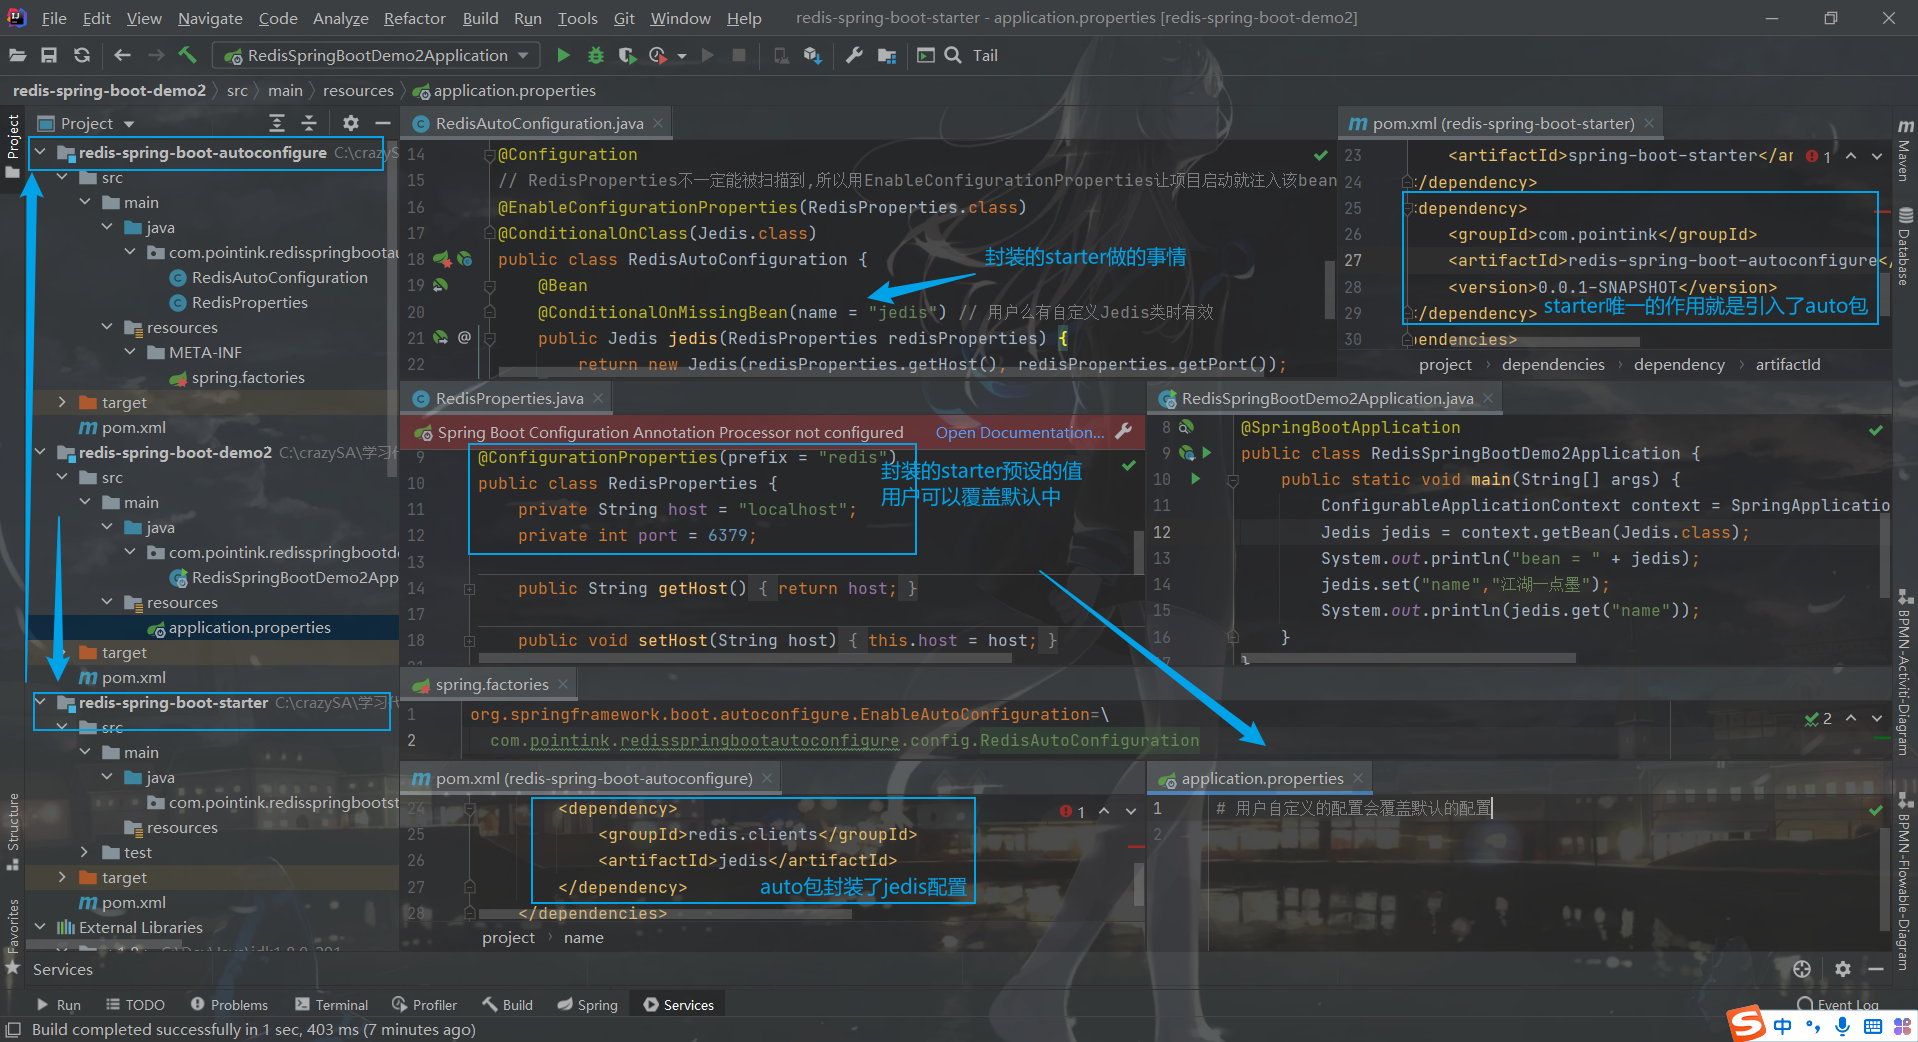 File Edit View Navigate Code Analyze Refactor Build Run Tools Git Window Help redis-spring-boot-starter - application.properties [redis-spring-boot-demo2]
RedisSpringBootDemo2Application Tail
redis-spring-boot-demo2 src main resources application.properties
Project
Project
redis-spring-boot-autoconfigure C:\crazyS
src
main
java
com.pointink.redisspringbootau
RedisAutoConfiguration
RedisProperties
resources
META-INF
spring.factories
target
pom.xml
redis-spring-boot-demo2 C:\crazySA\学习
src
main
java
com.pointink.redisspringbootde
RedisSpringBootDemo2App
resources
application.properties
target
pom.xml
redis-spring-boot-starter C:\crazySA\学习代
src
main
java
com.pointink.redisspringbootst
resources
test
target
pom.xml
External Libraries
Structure
Favorites
RedisAutoConfiguration.java
14 @Configuration
15 // RedisProperties不一定能被扫描到,所以用EnableConfigurationProperties让项目启动就注入该bean
16 @EnableConfigurationProperties(RedisProperties.class)
17 @ConditionalOnClass(Jedis.class)
18 public class RedisAutoConfiguration {
封装的starter做的事情
19 @Bean
20 @ConditionalOnMissingBean(name = "jedis") // 用户么有自定义Jedis类时有效
21 public Jedis jedis(RedisProperties redisProperties) {
22 return new Jedis(redisProperties.getHost(), redisProperties.getPort());
pom.xml (redis-spring-boot-starter)
23 <artifactId>spring-boot-starter</ar 1
24 </dependency>
25 <dependency>
26 <groupId>com.pointink</groupId>
27 <artifactId>redis-spring-boot-autoconfigure</
28 <version>0.0.1-SNAPSHOT</version>
29 </dependency>
starter唯一的作用就是引入了auto包
30 pendencies>
project dependencies dependency artifactId
RedisProperties.java
Spring Boot Configuration Annotation Processor not configured Open Documentation...
9 @ConfigurationProperties(prefix = "redis")
10 public class RedisProperties {
11 private String host = "localhost";
12 private int port = 6379;
封装的starter预设的值
用户可以覆盖默认中
13
14 public String getHost() { return host; }
17
18 public void setHost(String host) { this.host = host; }
RedisSpringBootDemo2Application.java
8 @SpringBootApplication
9 public class RedisSpringBootDemo2Application {
10 public static void main(String[] args) {
11 ConfigurableApplicationContext context = SpringApplicatio
12 Jedis jedis = context.getBean(Jedis.class);
13 System.out.println("bean = " + jedis);
14 jedis.set("name","江湖一点墨");
15 System.out.println(jedis.get("name"));
16 }
17 }
spring.factories
1 org.springframework.boot.autoconfigure.EnableAutoConfiguration=\
2 com.pointink.redisspringbootautoconfigure.config.RedisAutoConfiguration
2
pom.xml (redis-spring-boot-autoconfigure)
24 <dependency> 1
25 <groupId>redis.clients</groupId>
26 <artifactId>jedis</artifactId>
27 </dependency>
auto包封装了jedis配置
28 </dependencies>
project name
application.properties
1 # 用户自定义的配置会覆盖默认的配置
2
Maven
Database
BPMN-Activiti-Diagram
BPMN-Flowable-Diagram
Services
Run TODO Problems Terminal Profiler Build Spring Services Event Log
Build completed successfully in 1 sec, 403 ms (7 minutes ago)
中